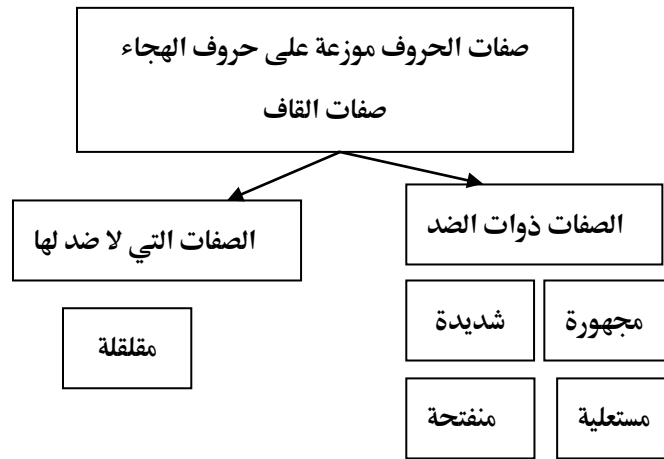 صفات الحروف موزعة على حروف الهجاء
صفات القاف
الصفات ذوات الضد
الصفات التي لا ضد لها
مجهورة
شديدة
مستعلية
منفتحة
مقلقلة